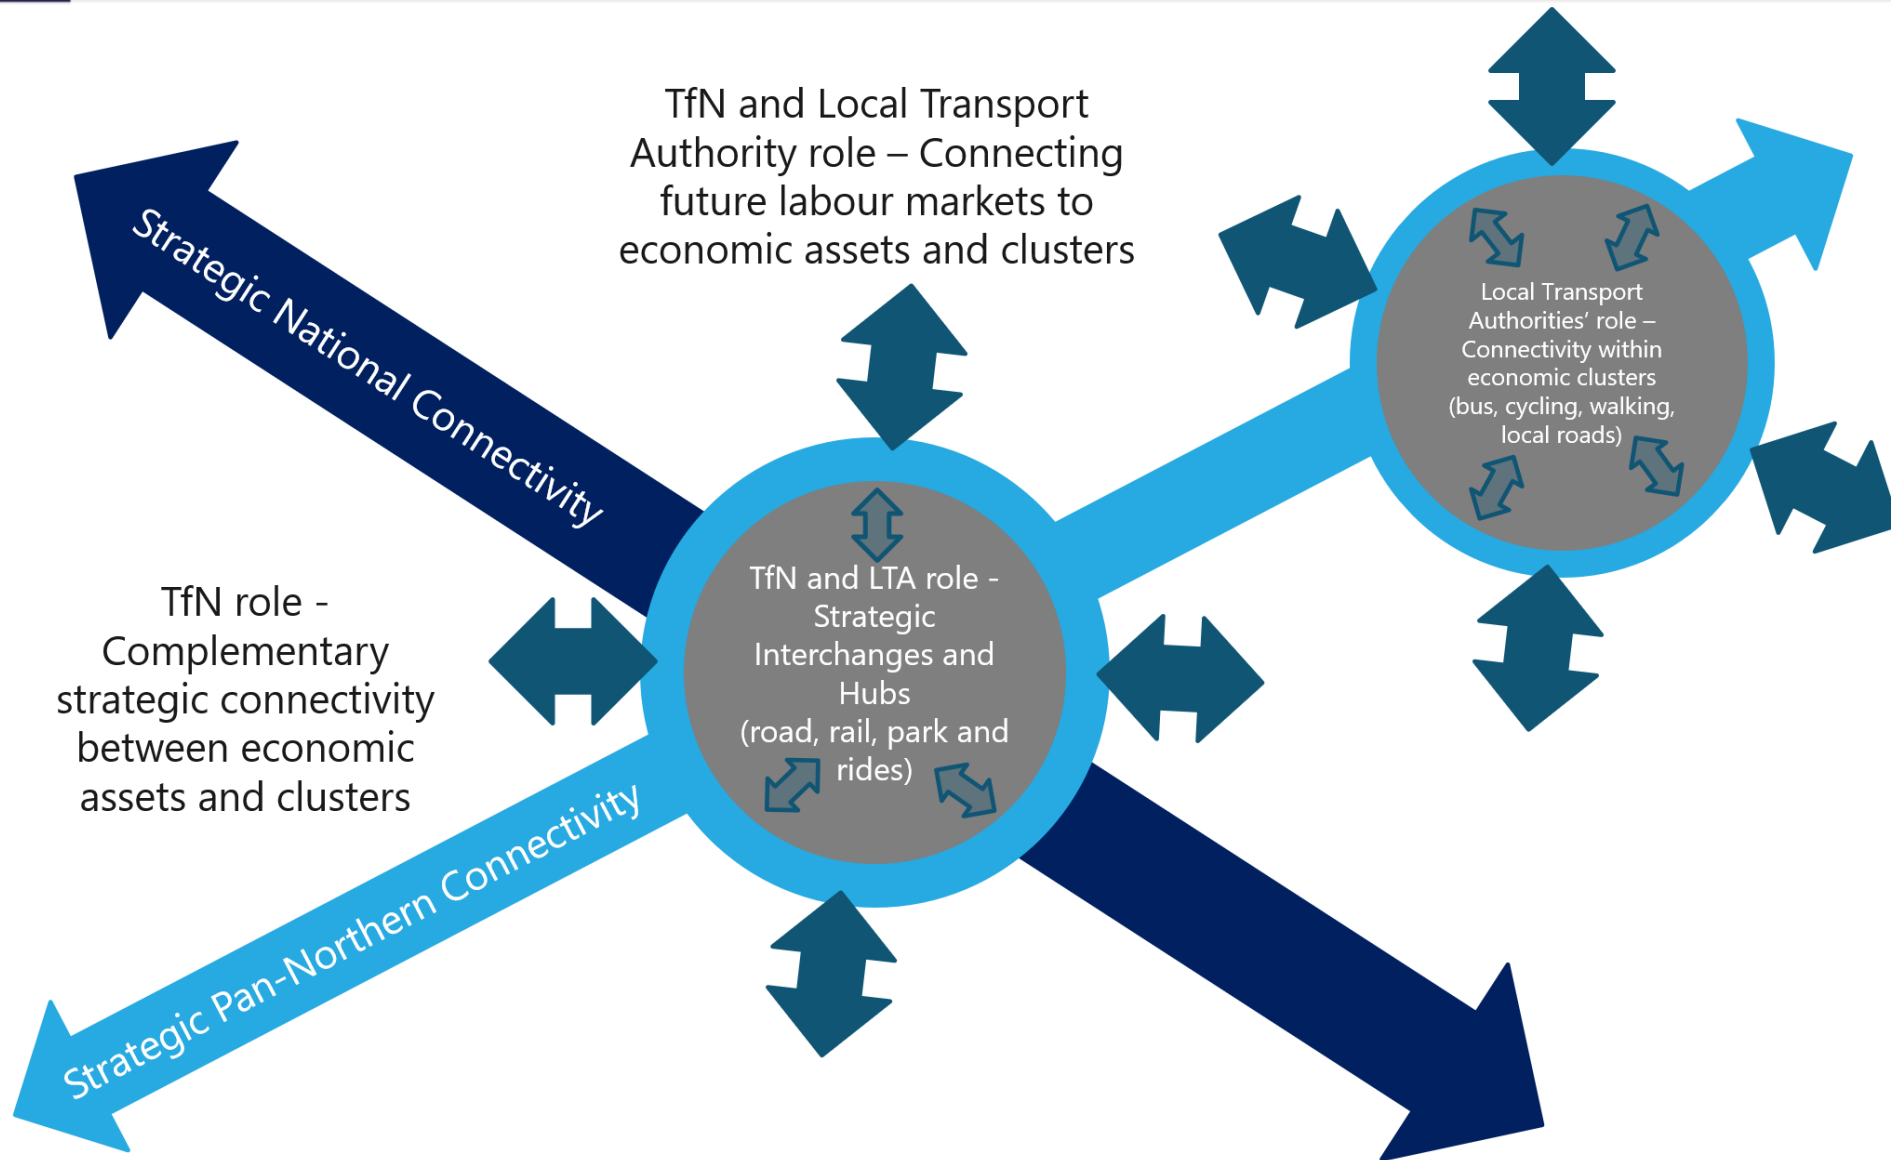 TfN and Local Transport
Authority role – Connecting
future labour markets to
economic assets and clusters
Strategic National Connectivity
Local Transport
Authorities’ role –
Connectivity within
economic clusters
(bus, cycling, walking,
local roads)
TfN role -
Complementary
strategic connectivity
between economic
assets and clusters
TfN and LTA role -
Strategic
Interchanges and
Hubs
(road, rail, park and
rides)
Strategic Pan-Northern Connectivity